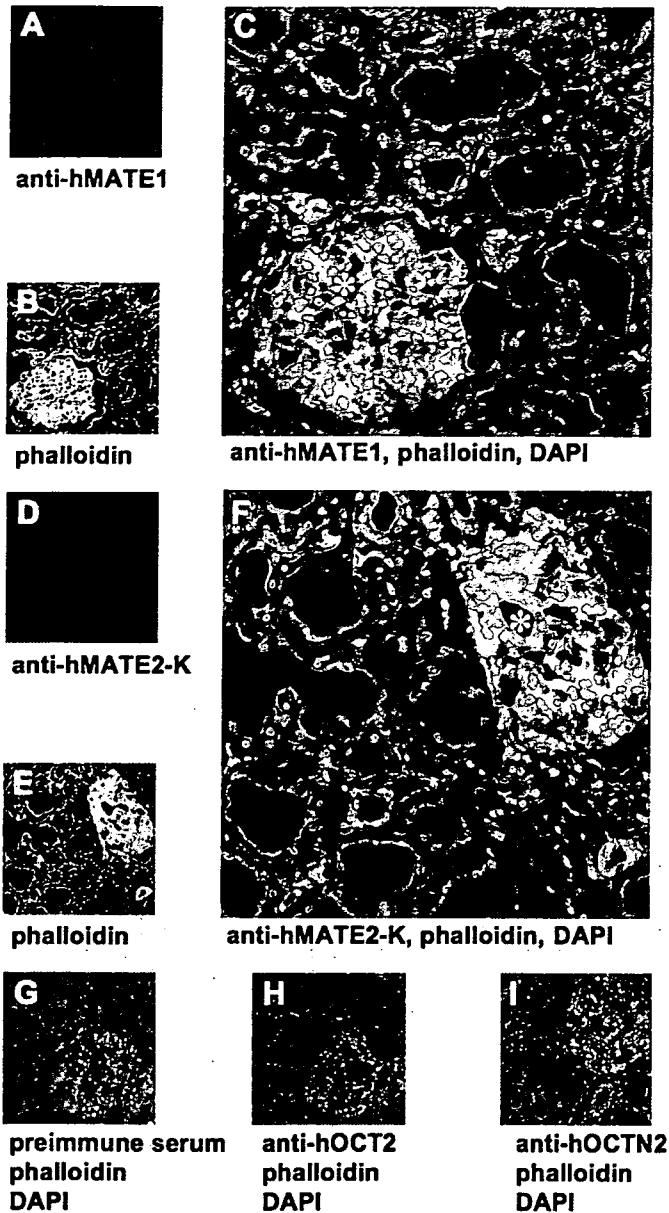 A
anti-hMATE1
B
phalloidin
C
anti-hMATE1, phalloidin, DAPI
D
anti-hMATE2-K
E
phalloidin
F
anti-hMATE2-K, phalloidin, DAPI
G
preimmune serum
phalloidin
DAPI
H
anti-hOCT2
phalloidin
DAPI
I
anti-hOCTN2
phalloidin
DAPI